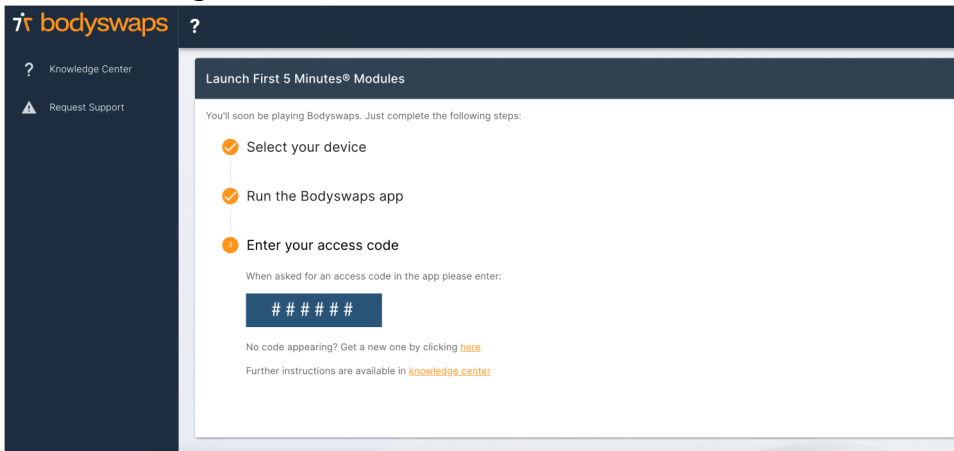 bodyswaps
?
? Knowledge Center
Request Support
Launch First 5 Minutes® Modules
You'll soon be playing Bodyswaps. Just complete the following steps:
Select your device
Run the Bodyswaps app
3 Enter your access code
When asked for an access code in the app please enter:
# # # # # #
No code appearing? Get a new one by clicking here
Further instructions are available in knowledge center